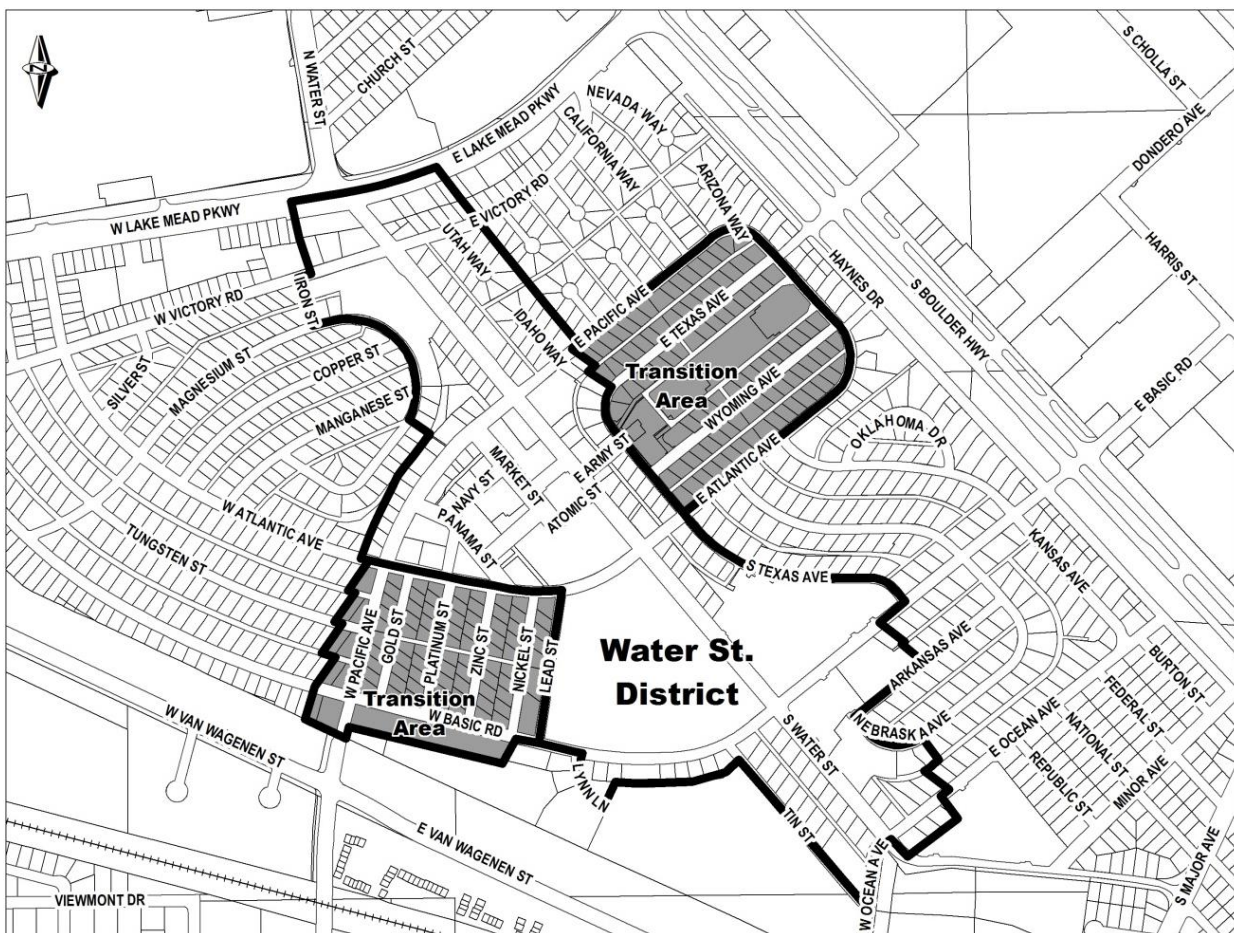 S CHOLLA ST
N WATER ST
CHURCH ST
E LAKE MEAD PKWY
NEVADA WAY
CALIFORNIA WAY
DONDERO AVE
ARIZONA WAY
W LAKE MEAD PKWY
E VICTORY RD
UTAH WAY
HARRIS ST
HAYNES DR
S BOULDER HWY
IRON ST
W VICTORY RD
E PACIFIC AVE
IDAHO WAY
E TEXAS AVE
Transition
Area
SILVER ST
MAGNESIUM ST
COPPER ST
MANGANESE ST
WYOMING AVE
E BASIC RD
OKLAHOMA DR
E ATLANTIC AVE
E ARMY ST
MARKET ST
NAVY ST
ATOMIC ST
PANAMA ST
W ATLANTIC AVE
TUNGSTEN ST
KANSAS AVE
S TEXAS AVE
W PACIFIC AVE
GOLD ST
PLATINUM ST
ZINC ST
NICKEL ST
LEAD ST
Water St.
District
ARKANSAS AVE
BURTON ST
FEDERAL ST
NATIONAL ST
REPUBLIC ST
MINOR AVE
Transition
Area
W BASIC RD
NEBRASKA AVE
E OCEAN AVE
W VAN WAGENEN ST
S WATER ST
LYNN LN
TIN ST
E VAN WAGENEN ST
W OCEAN AVE
S MAJOR AVE
VIEWMONT DR
N